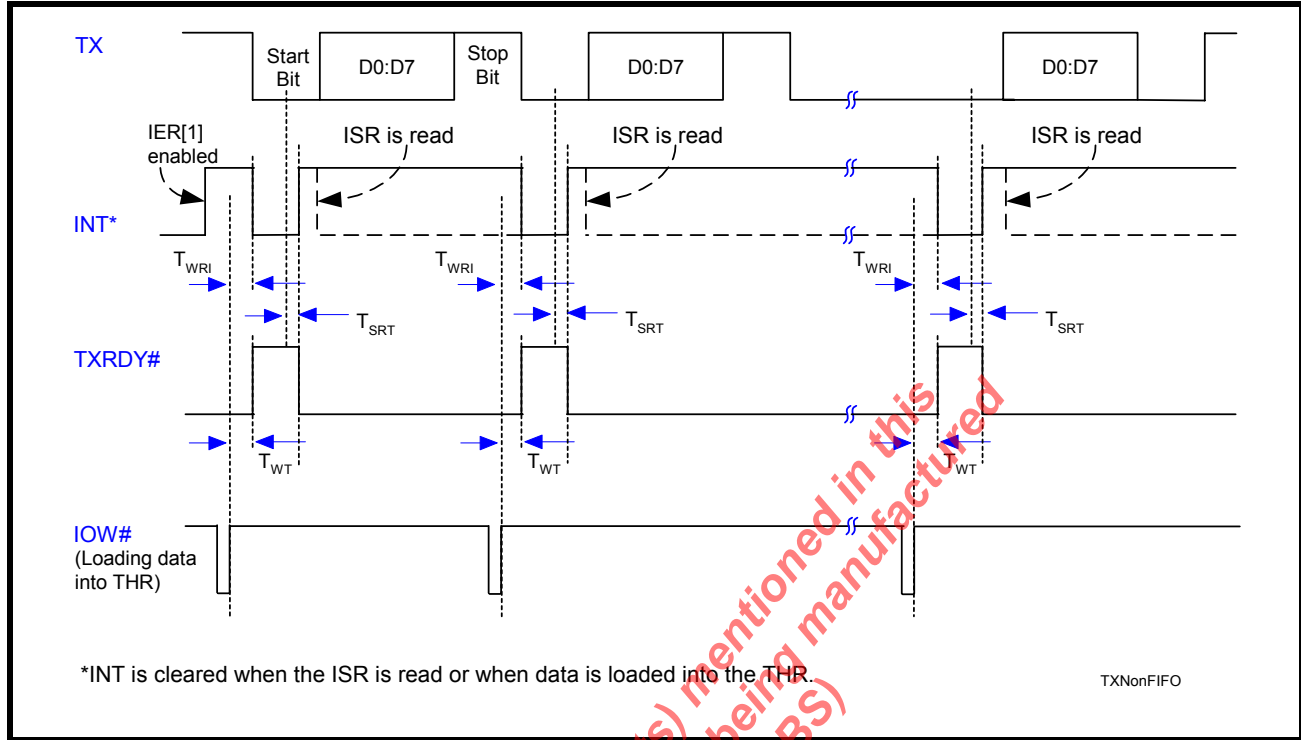 TX
Start
Bit
D0:D7
Stop
Bit
D0:D7
D0:D7
IER[1]
enabled
ISR is read
ISR is read
ISR is read
INT*
TWRI
TWRI
TWRI
TSRT
TSRT
TSRT
TXRDY#
TWT
TWT
TWT
IOW#
(Loading data
into THR)
*INT is cleared when the ISR is read or when data is loaded into the THR.
TXNonFIFO
s) mentioned in this
being manufactured
BS)